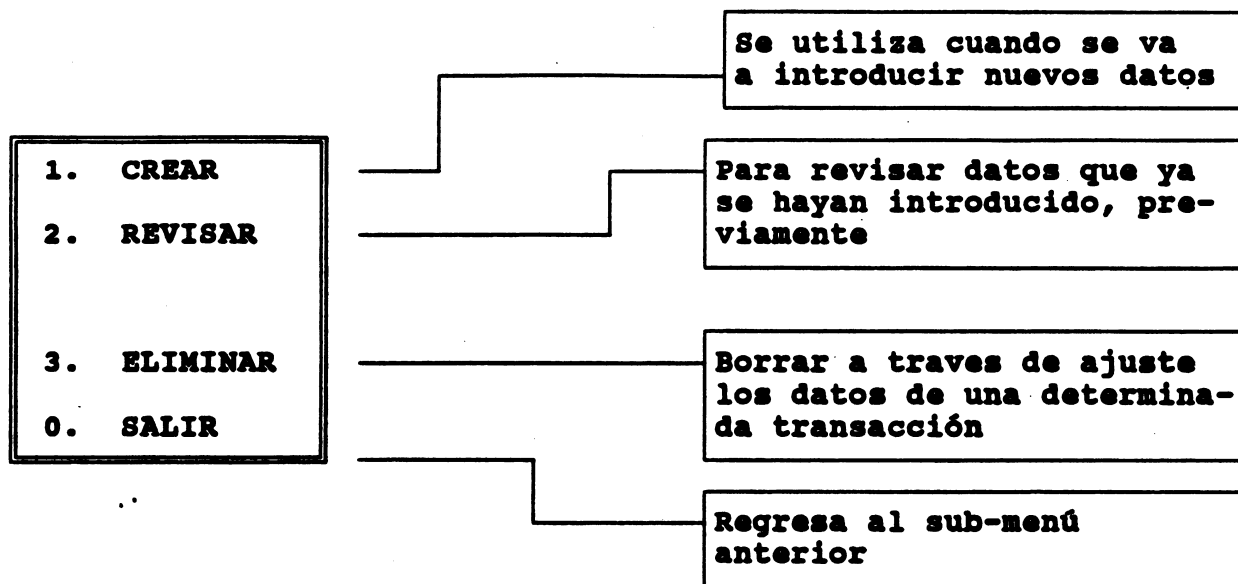 Se utiliza cuando se va
a introducir nuevos datos
1. CREAR
2. REVISAR
3. ELIMINAR
0. SALIR
Para revisar datos que ya
se hayan introducido, pre-
viamente
Borrar a traves de ajuste
los datos de una determina-
da transacción
Regresa al sub-menú
anterior